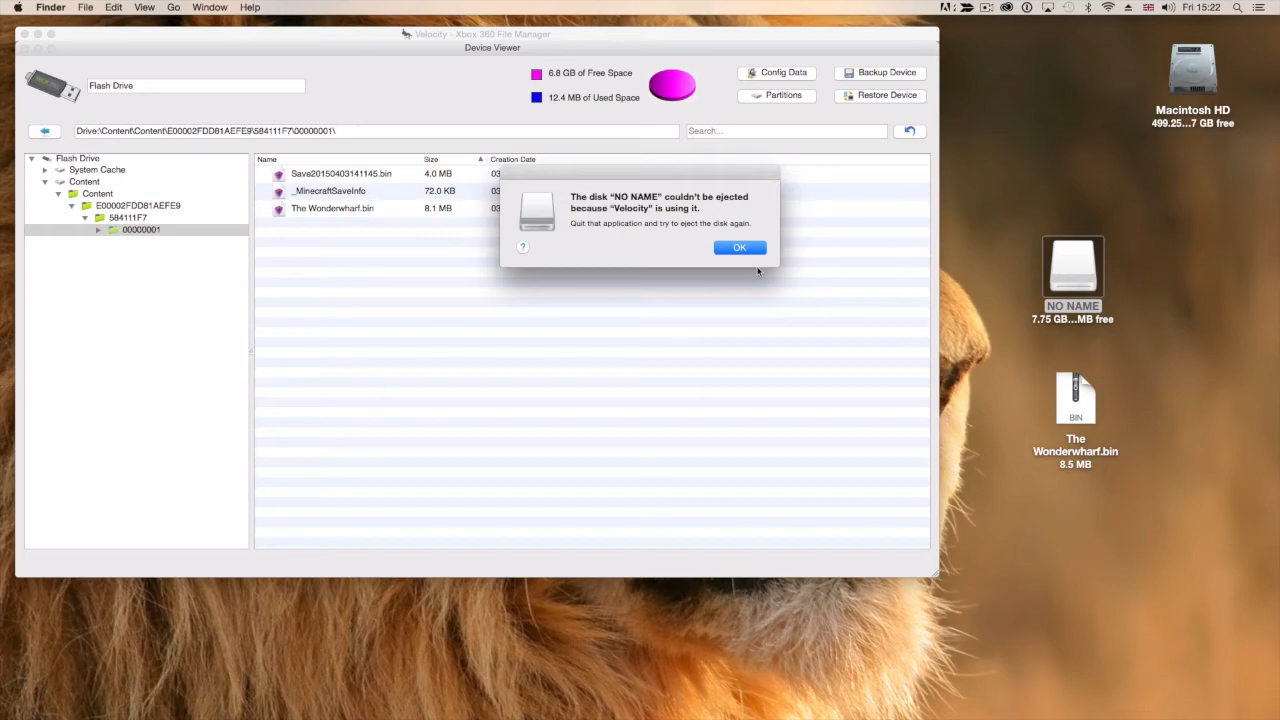 Finder File Edit View Go Window Help
Fri 15:22
Velocity - Xbox 360 File Manager
Device Viewer
Flash Drive
6.8 GB of Free Space
12.4 MB of Used Space
Config Data
Backup Device
Partitions
Restore Device
Drive:\Content\Content\E00002FDD81AEFE9\584111F7\00000001\
Search...
Flash Drive
System Cache
Content
Content
E00002FDD81AEFE9
584111F7
00000001
Name Size Creation Date
Save20150403141145.bin 4.0 MB 03
_MinecraftSaveInfo 72.0 KB 03
The Wonderwharf.bin 8.1 MB 03
The disk “NO NAME” couldn’t be ejected
because “Velocity” is using it.
Quit that application and try to eject the disk again.
?
OK
Macintosh HD
499.25...7 GB free
NO NAME
7.75 GB...MB free
BIN
The
Wonderwharf.bin
8.5 MB